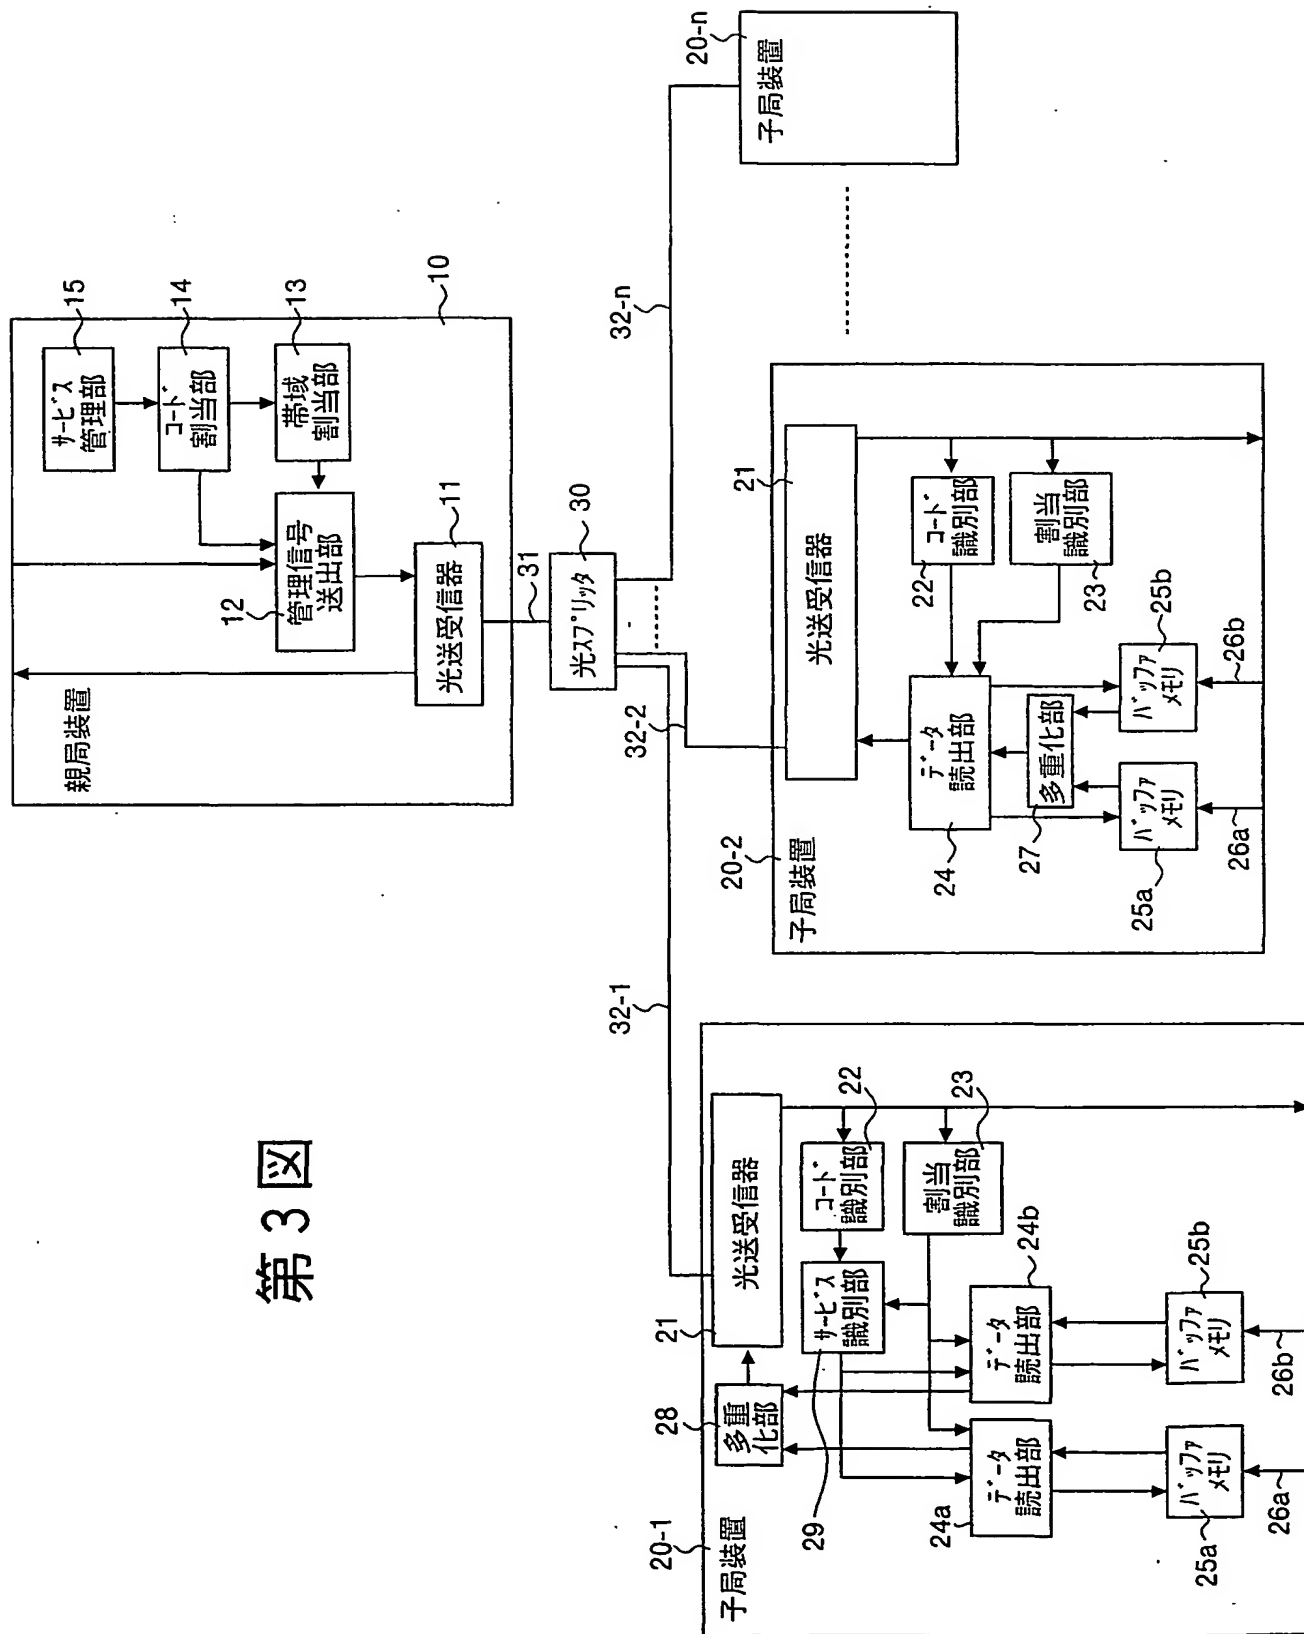 第3図
親局装置
10
サービス
管理部
15
コード
割当部
14
帯域
割当部
13
管理信号
送出部
12
光送受信器
11
31
光スプリッタ
30
32-1
32-2
32-n
20-1
子局装置
光送受信器
21
多重
化部
28
サービス
識別部
29
コード
識別部
22
割当
識別部
23
データ
読出部
24a
データ
読出部
24b
バッファ
メモリ
25a
バッファ
メモリ
25b
26a
26b
20-2
子局装置
光送受信器
21
コード
識別部
22
割当
識別部
23
データ
読出部
24
多重化部
27
バッファ
メモリ
25a
バッファ
メモリ
25b
26a
26b
20-n
子局装置